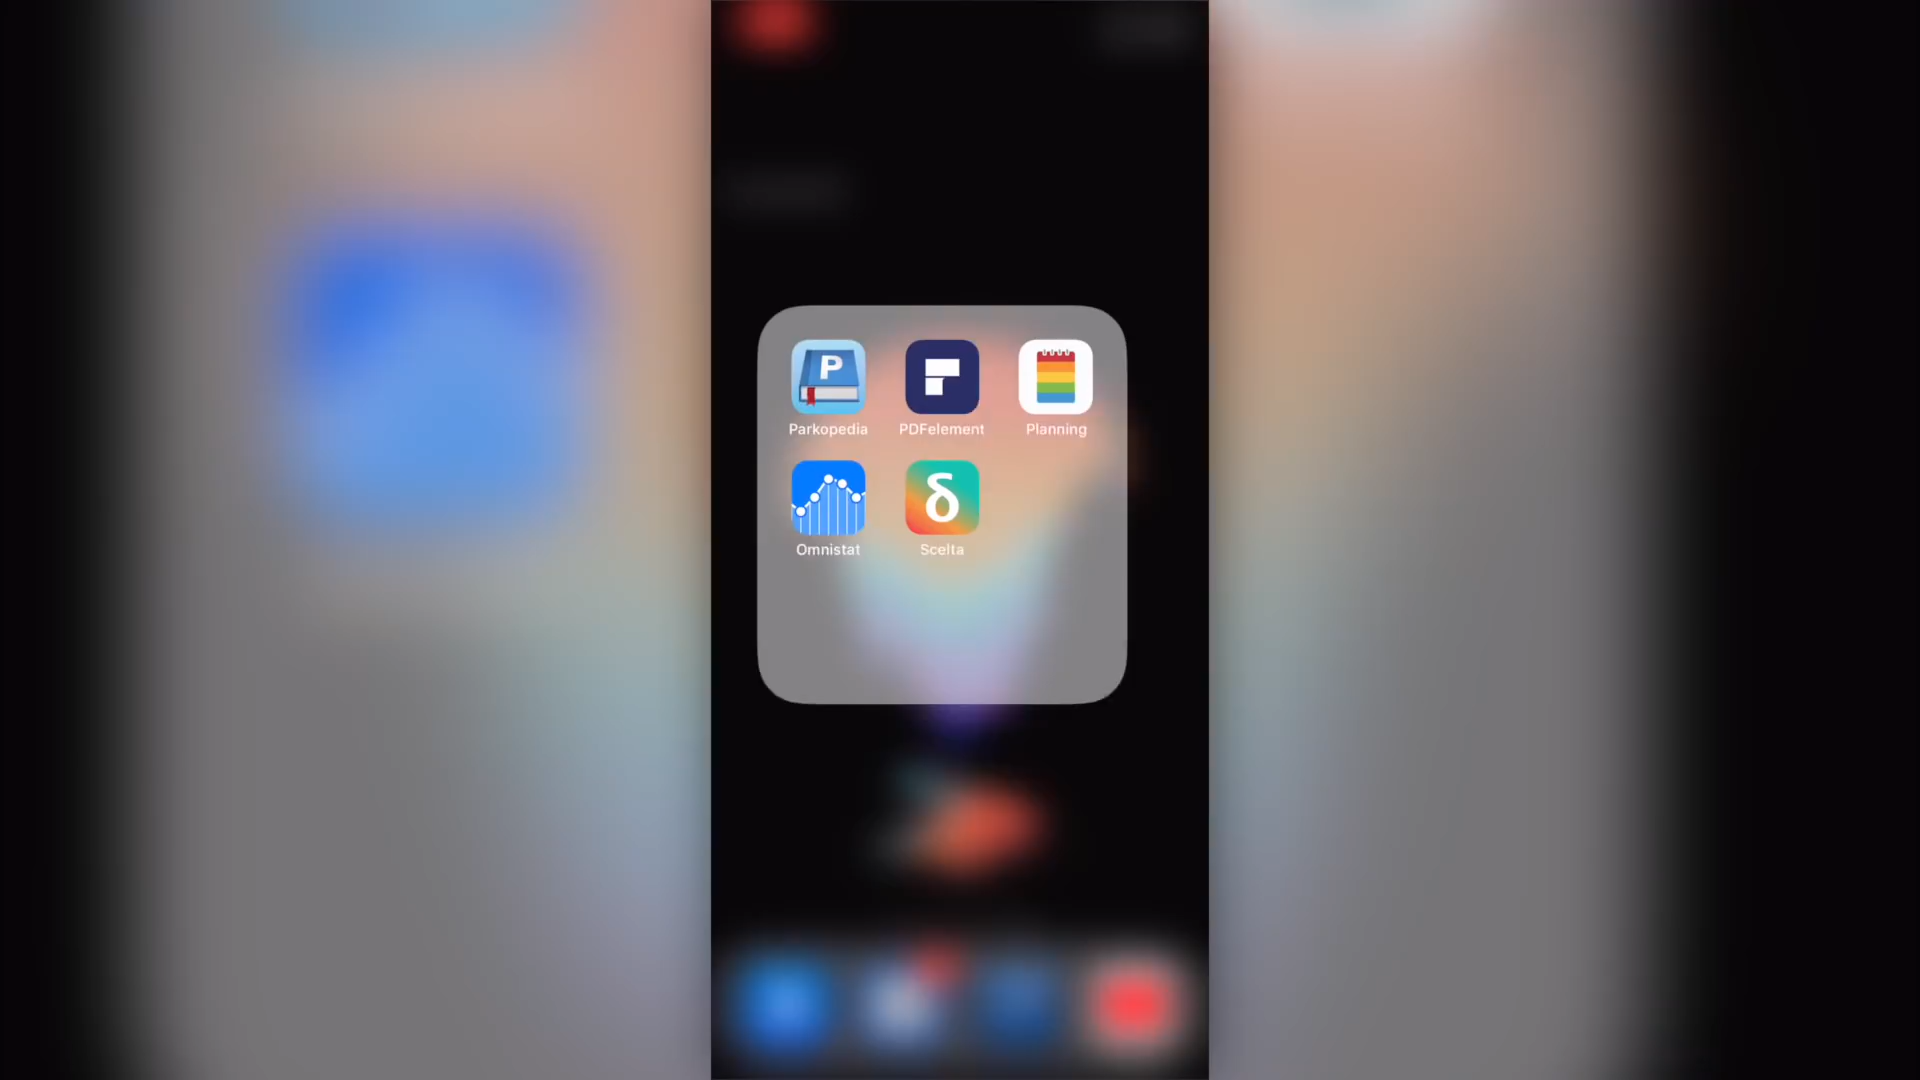 P
Parkopedia
PDFelement
Planning
Omnistat
δ
Scelta